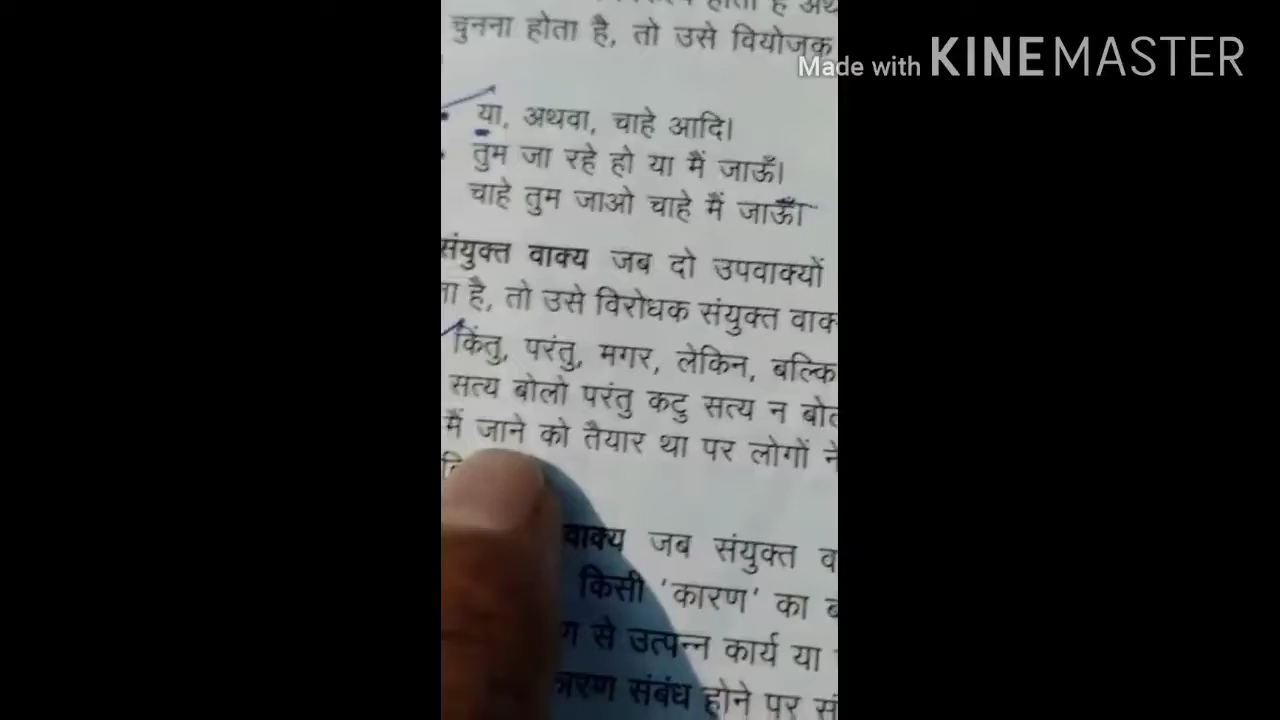 चुनना होता है, तो उसे वियोजक
Made with KINEMASTER
या, अथवा, चाहे आदि।
तुम जा रहे हो या मैं जाऊँ।
चाहे तुम जाओ चाहे मैं जाऊँ।
संयुक्त वाक्य जब दो उपवाक्यों
है, तो उसे विरोधक संयुक्त
किंतु, परंतु, मगर, लेकिन, बल्कि
सत्य बोलो परंतु कटु सत्य न
मैं जाने को तैयार था पर लोगों ने
वाक्य जब संयुक्त
किसी 'कारण' का
से उत्पन्न कार्य या
संबंध होने पर